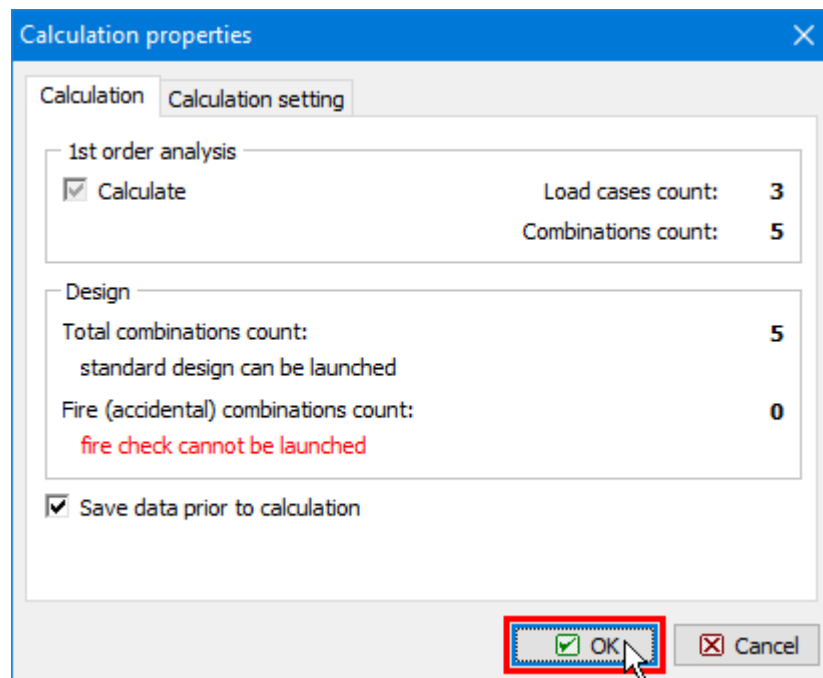 Calculation properties
Calculation Calculation setting
1st order analysis
Calculate Load cases count: 3
Combinations count: 5
Design
Total combinations count: 5
standard design can be launched
Fire (accidental) combinations count: 0
fire check cannot be launched
Save data prior to calculation
OK Cancel